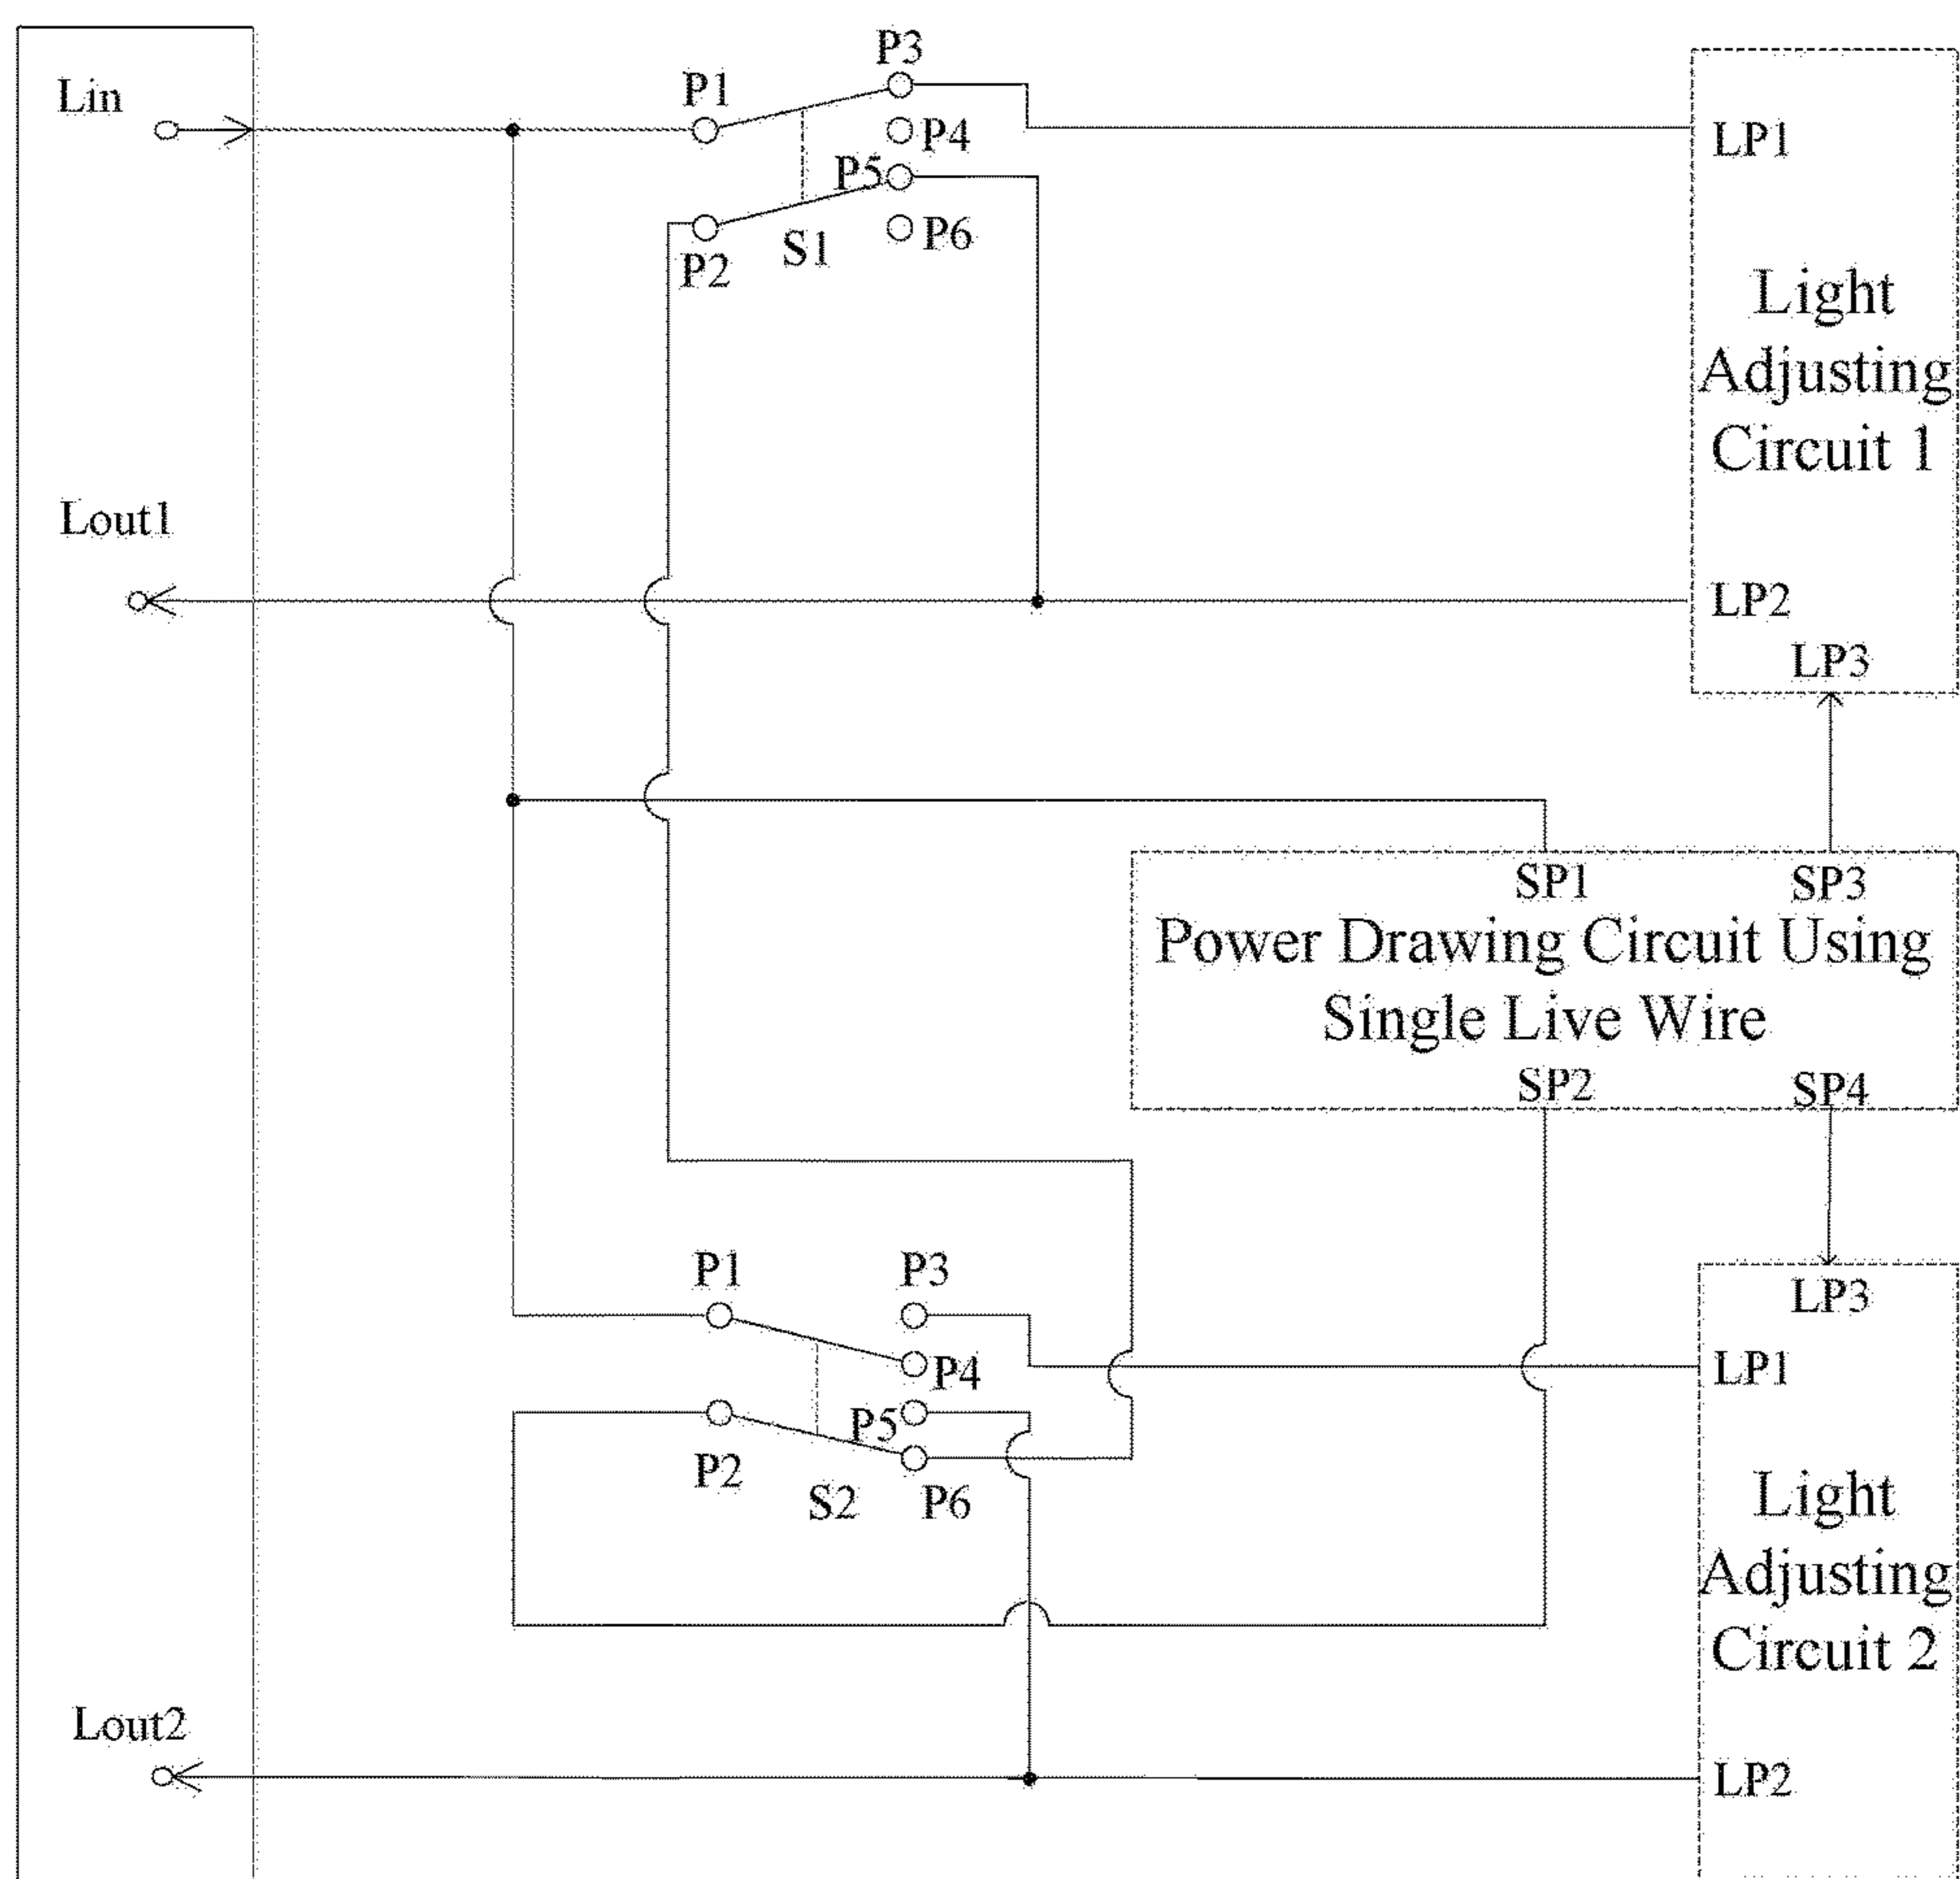 Lin
P1
P3
P4
P5
P2
S1
P6
LP1
Light
Adjusting
Circuit 1
Lout1
LP2
LP3
SP1
SP3
Power Drawing Circuit Using
Single Live Wire
SP2
SP4
P1
P3
P4
P5
P2
S2
P6
LP3
LP1
Light
Adjusting
Circuit 2
Lout2
LP2